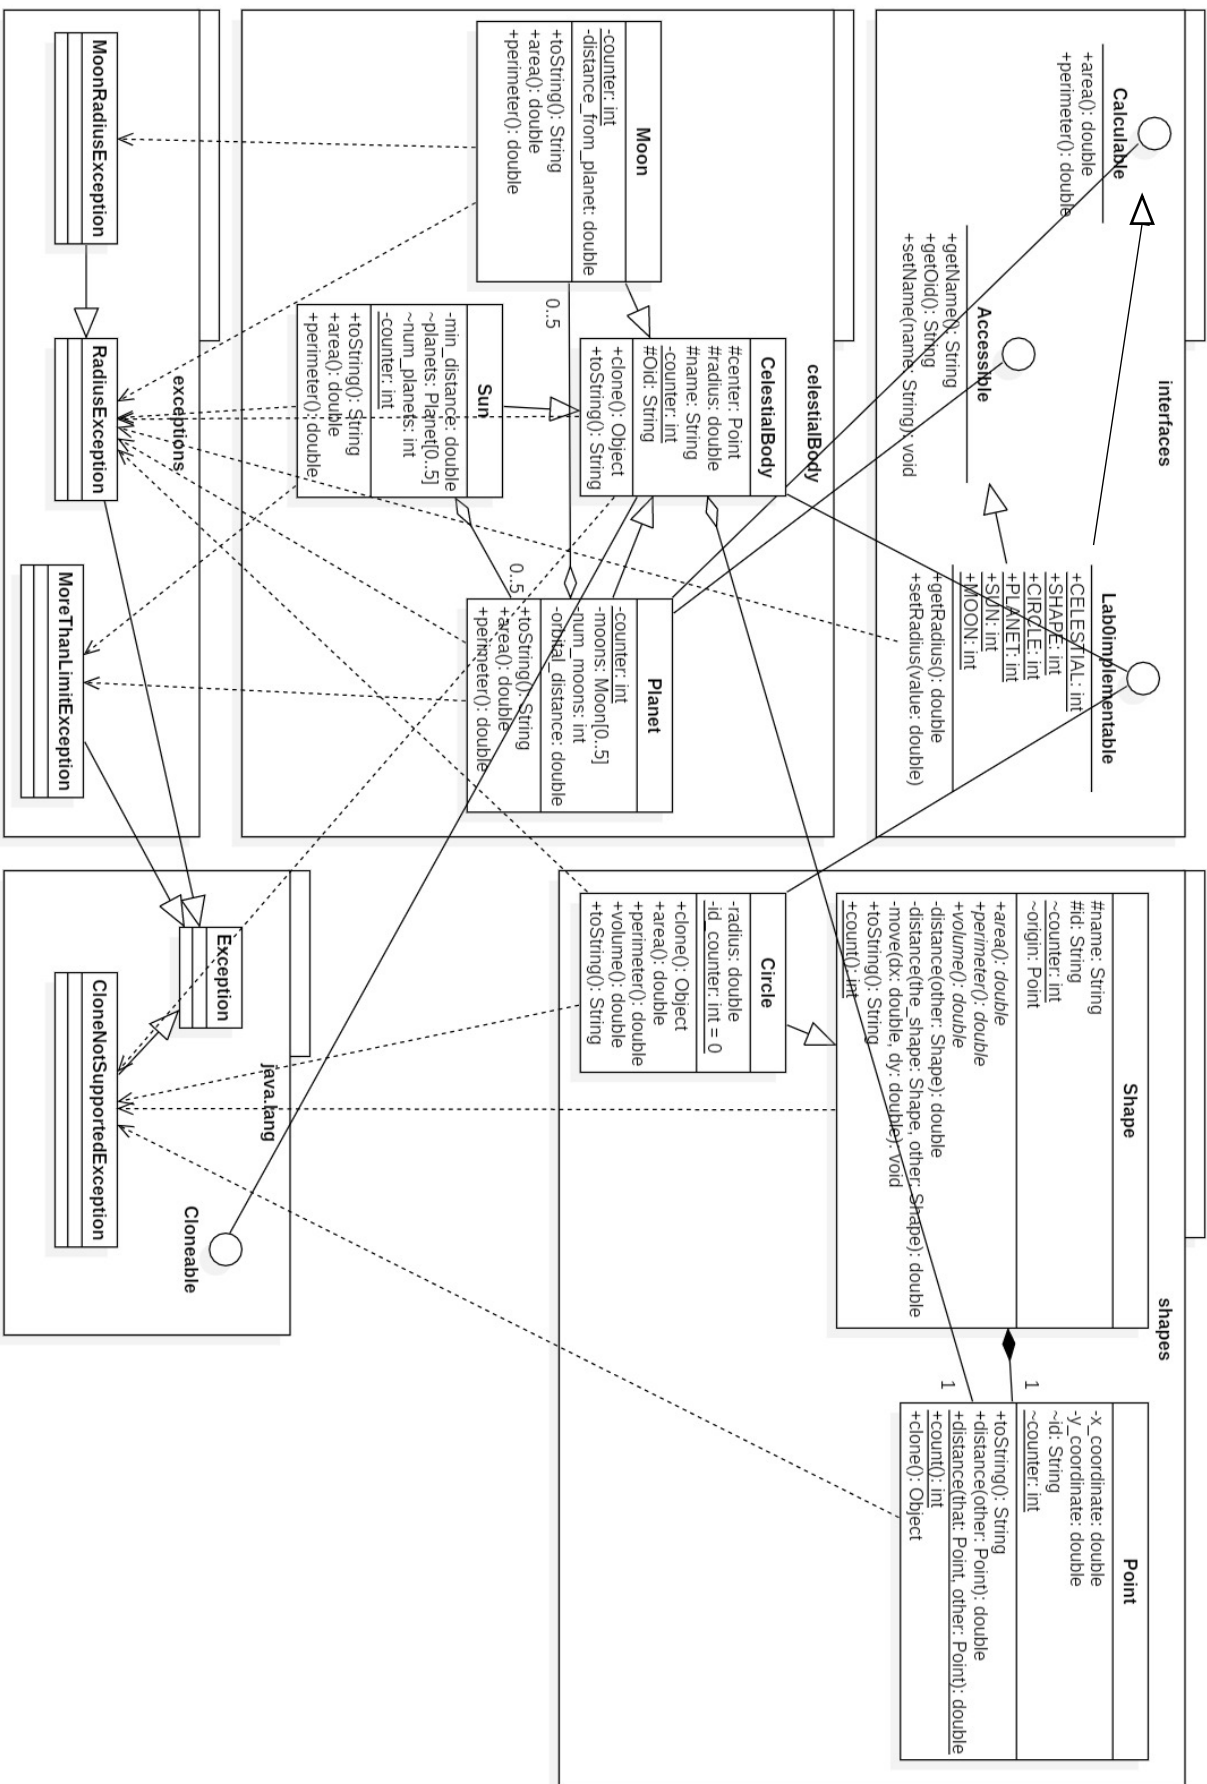 interfaces
Calculable
+area(): double
+perimeter(): double
Accessible
+getName(): String
+getOid(): String
+setName(name: String): void
Lab0implementable
+CELESTIAL: int
+SHAPE: int
+CIRCLE: int
+PLANET: int
+SUN: int
+MOON: int
+getRadius(): double
+setRadius(value: double)
shapes
Shape
#name: String
#id: String
~counter: int
~origin: Point
+area(): double
+perimeter(): double
+volume(): double
-distance(other: Shape): double
-distance(the_shape: Shape, other: Shape): double
-move(dx: double, dy: double): void
+toString(): String
+count(): int
1
1
Point
-x_coordinate: double
-y_coordinate: double
~id: String
~counter: int
+toString(): String
+distance(other: Point): double
+distance(that: Point, other: Point): double
+count(): int
+clone(): Object
Circle
-radius: double
-id_counter: int = 0
+clone(): Object
+area(): double
+perimeter(): double
+volume(): double
+toString(): String
celestialBody
Moon
-counter: int
-distance_from_planet: double
+toString(): String
+area(): double
+perimeter(): double
CelestialBody
#center: Point
#radius: double
#name: String
-counter: int
#Oid: String
+clone(): Object
+toString(): String
0..5
Planet
-counter: int
-moons: Moon[0..5]
-num_moons: int
-orbital_distance: double
+toString(): String
+area(): double
+perimeter(): double
0..5
Sun
-min_distance: double
~planets: Planet[0..5]
~num_planets: int
-counter: int
+toString(): String
+area(): double
+perimeter(): double
exceptions
MoonRadiusException
RadiusException
MoreThanLimitException
java.lang
Exception
CloneNotSupportedException
Cloneable